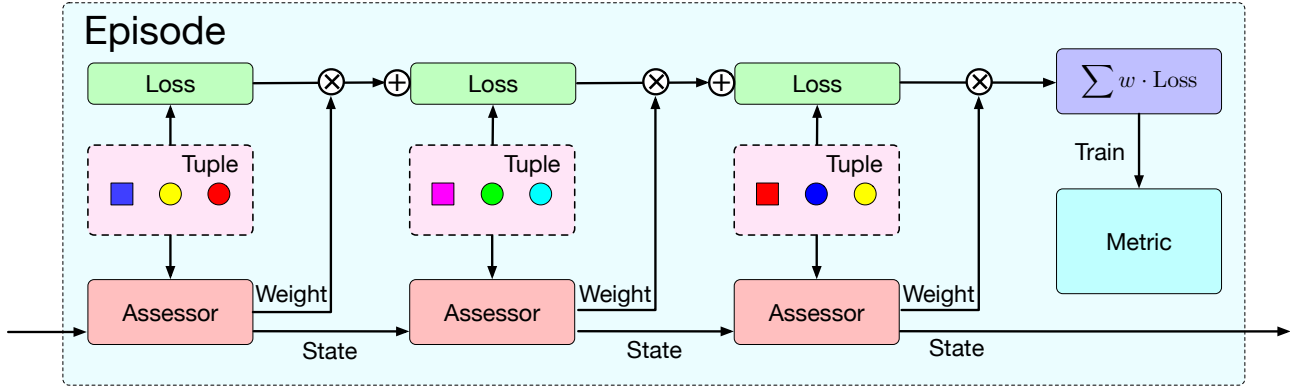 Episode
Loss
Loss
Loss
∑ w · Loss
Tuple
Tuple
Tuple
Train
Metric
Assessor
Weight
Assessor
Weight
Assessor
Weight
State
State
State